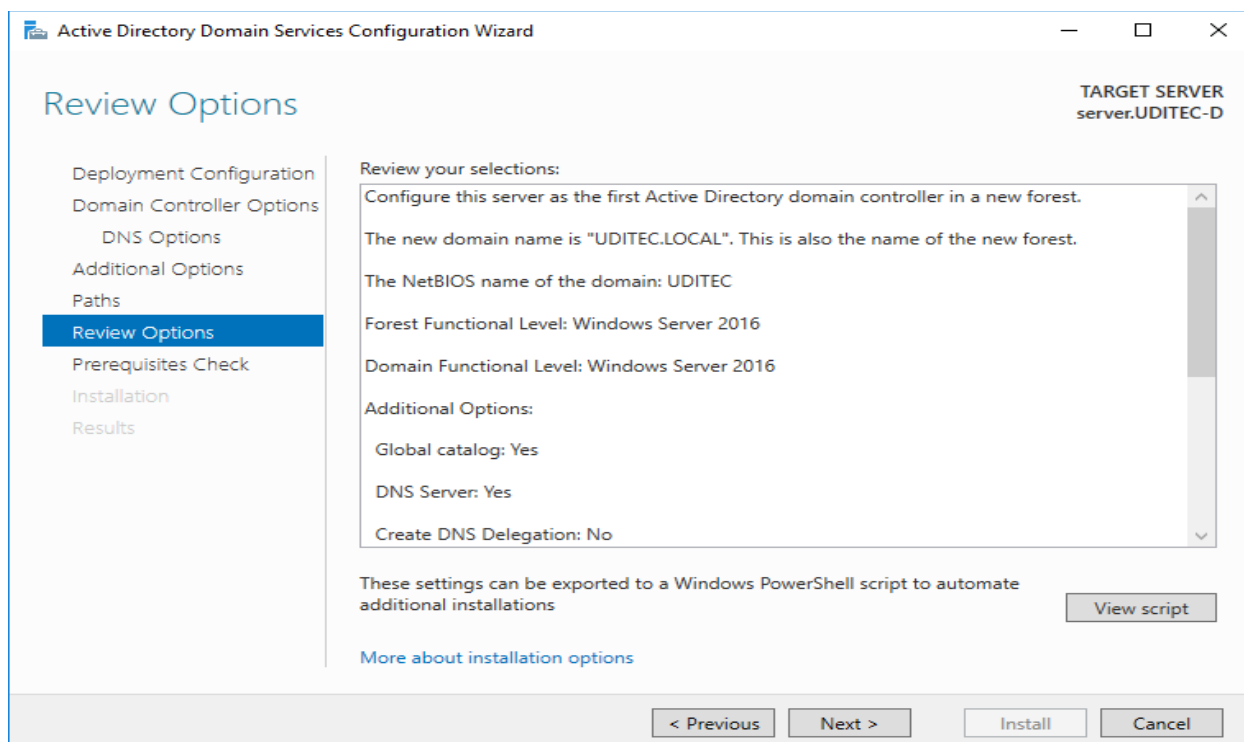 Active Directory Domain Services Configuration Wizard
Review Options
TARGET SERVER
server.UDITEC-D
Deployment Configuration
Domain Controller Options
DNS Options
Additional Options
Paths
Review Options
Prerequisites Check
Installation
Results
Review your selections:
Configure this server as the first Active Directory domain controller in a new forest.
The new domain name is "UDITEC.LOCAL". This is also the name of the new forest.
The NetBIOS name of the domain: UDITEC
Forest Functional Level: Windows Server 2016
Domain Functional Level: Windows Server 2016
Additional Options:
Global catalog: Yes
DNS Server: Yes
Create DNS Delegation: No
These settings can be exported to a Windows PowerShell script to automate
additional installations
View script
More about installation options
< Previous
Next >
Install
Cancel